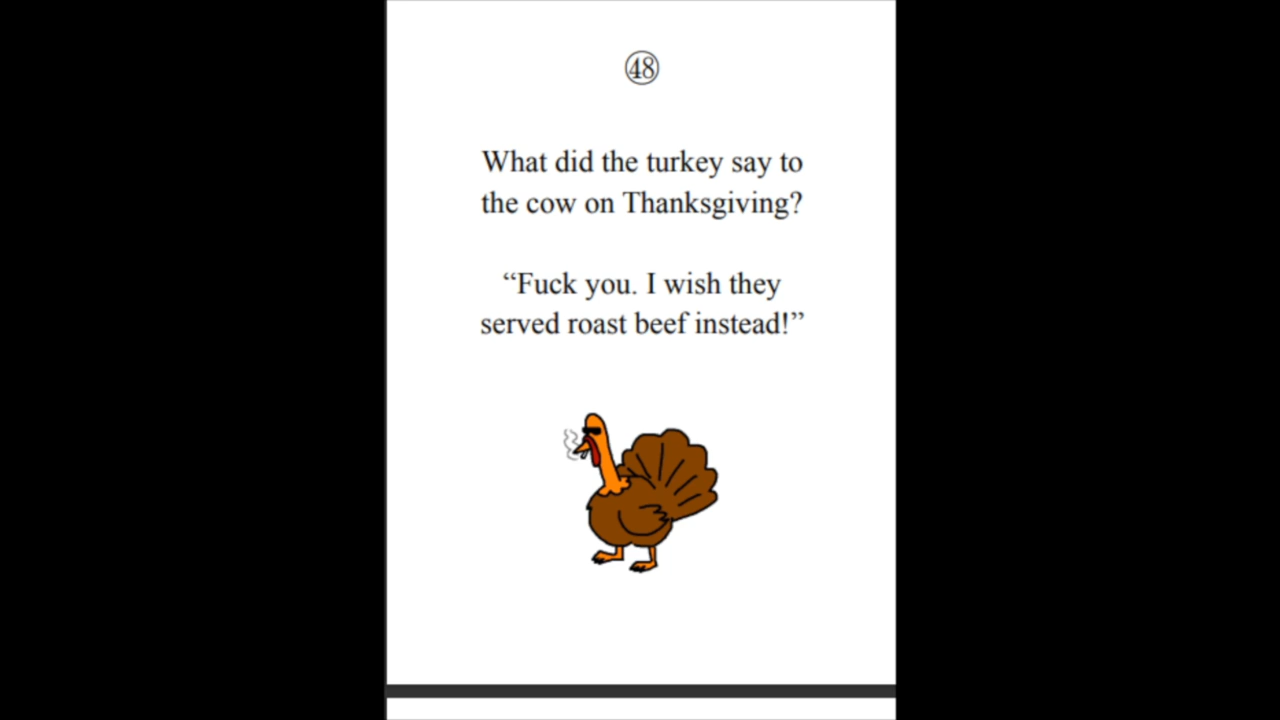 ㊽
What did the turkey say to
the cow on Thanksgiving?
“Fuck you. I wish they
served roast beef instead!”